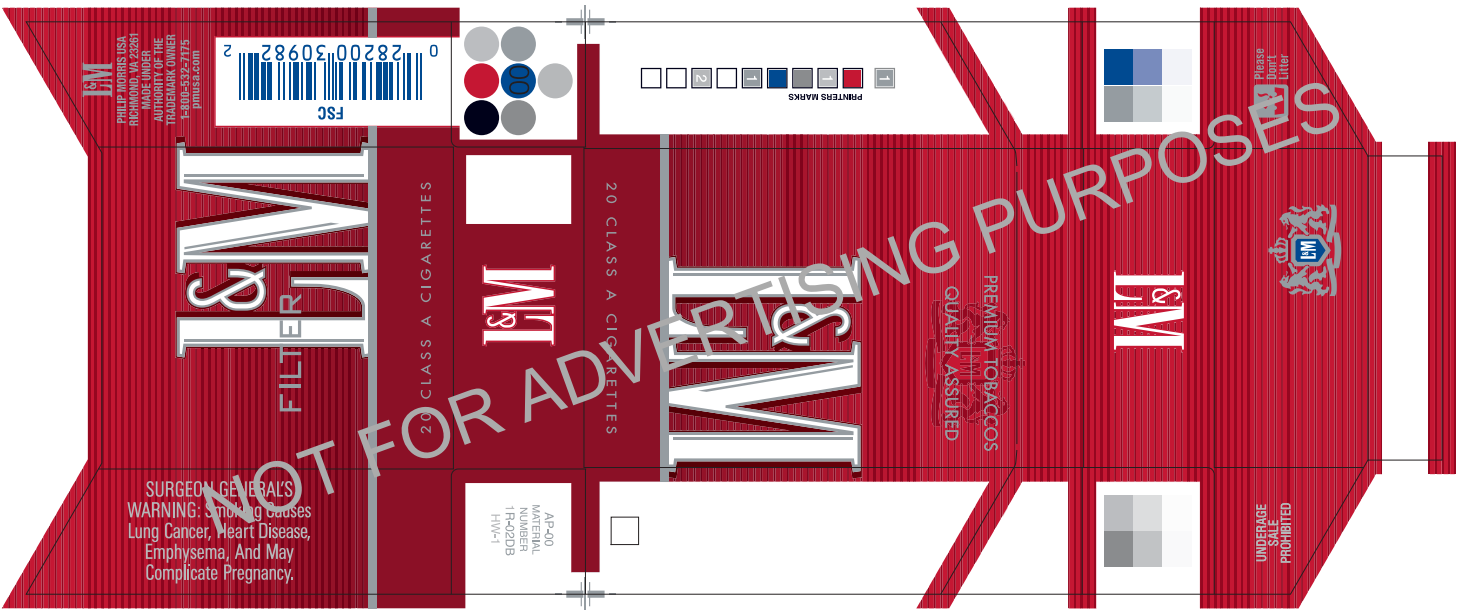 L&M
PHILIP MORRIS USA
RICHMOND, VA 23261
MADE UNDER
AUTHORITY OF THE
TRADEMARK OWNER
1-800-532-7175
pmusa.com
0 28200 30982 2
FSC
L&M
FILTER
SURGEON GENERAL'S
WARNING: Smoking Causes
Lung Cancer, Heart Disease,
Emphysema, And May
Complicate Pregnancy.
20 CLASS A CIGARETTES
00
L&M
AP-00
MATERIAL
NUMBER
1R-02DB
HW-1
20 CLASS A CIGARETTES
2
1
1
1
PRINTERS MARKS
L&M
PREMIUM TOBACCOS
QUALITY ASSURED
L&M
L&M
L&M
Please
Don't
Litter
UNDERAGE
SALE
PROHIBITED
NOT FOR ADVERTISING PURPOSES